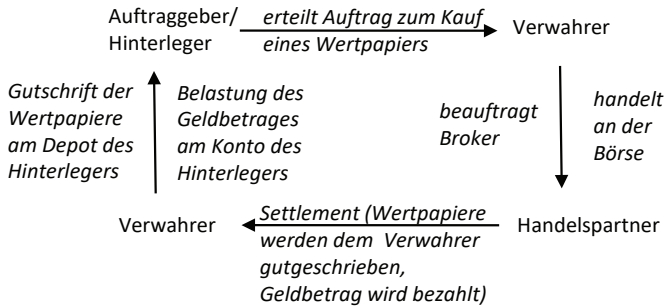 Auftraggeber/
Hinterleger
erteilt Auftrag zum Kauf
eines Wertpapiers
Verwahrer
Gutschrift der
Wertpapiere
am Depot des
Hinterlegers
Belastung des
Geldbetrages
am Konto des
Hinterlegers
beauftragt
Broker
handelt
an der
Börse
Verwahrer
Settlement (Wertpapiere
werden dem  Verwahrer
gutgeschrieben,
Geldbetrag wird bezahlt)
Handelspartner